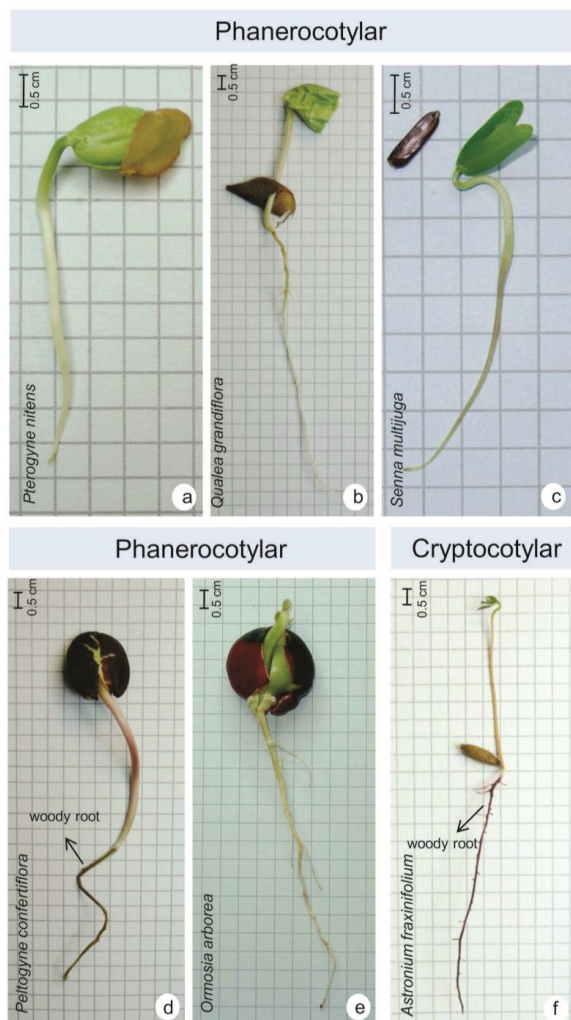 Phanerocotylar
0.5 cm
Pterogyne nitens
a
0.5 cm
Qualea grandiflora
b
0.5 cm
Senna multijuga
c
Phanerocotylar
Cryptocotylar
0.5 cm
woody root
Peltogyne confertiflora
d
0.5 cm
Ormosia arborea
e
0.5 cm
woody root
Astronium fraxinifolium
f